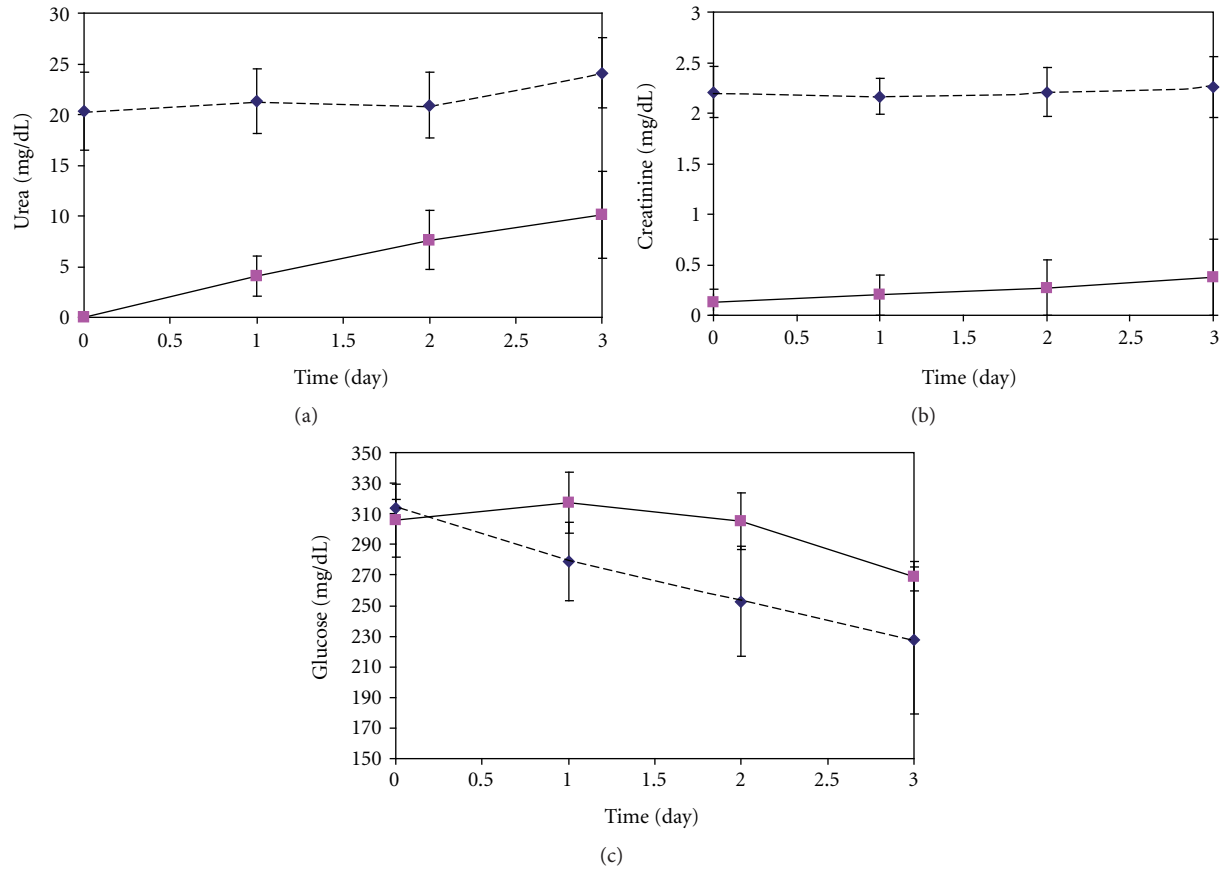 30
25
20
15
10
5
0
Urea (mg/dL)
0 0.5 1 1.5 2 2.5 3
Time (day)
(a)
3
2.5
2
1.5
1
0.5
0
Creatinine (mg/dL)
0 0.5 1 1.5 2 2.5 3
Time (day)
(b)
350
330
310
290
270
250
230
210
190
170
150
Glucose (mg/dL)
0 0.5 1 1.5 2 2.5 3
Time (day)
(c)